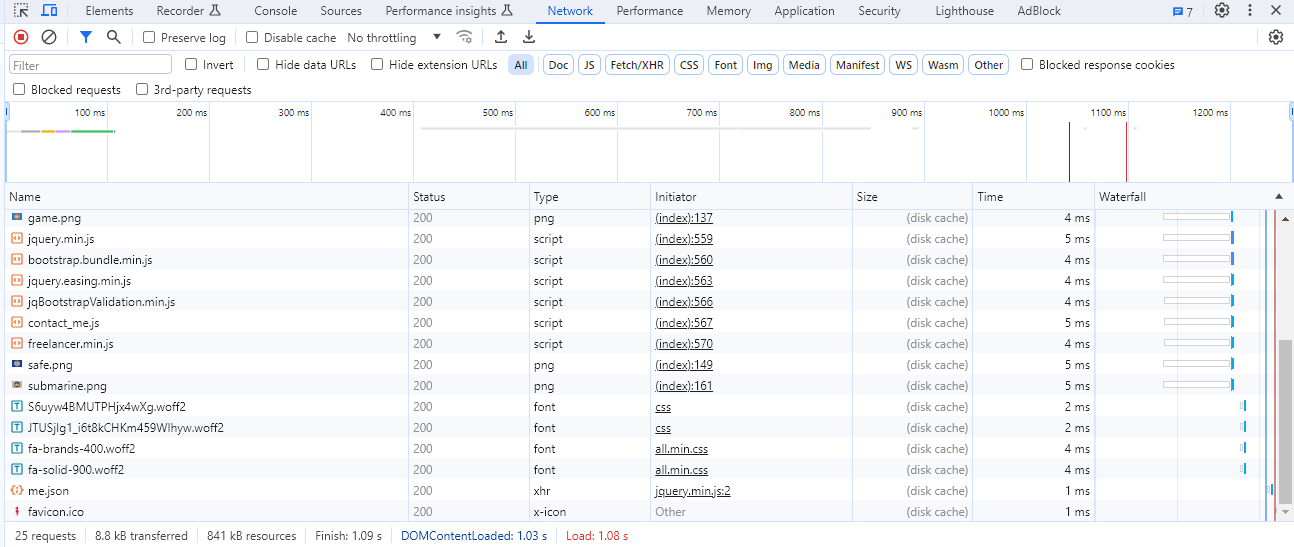 Elements Recorder Console Sources Performance insights Network Performance Memory Application Security Lighthouse AdBlock 7
Preserve log Disable cache No throttling
Filter Invert Hide data URLs Hide extension URLs All Doc JS Fetch/XHR CSS Font Img Media Manifest WS Wasm Other Blocked response cookies
Blocked requests 3rd-party requests
100 ms 200 ms 300 ms 400 ms 500 ms 600 ms 700 ms 800 ms 900 ms 1000 ms 1100 ms 1200 ms
Name Status Type Initiator Size Time Waterfall
game.png 200 png (index):137 (disk cache) 4 ms
jquery.min.js 200 script (index):559 (disk cache) 5 ms
bootstrap.bundle.min.js 200 script (index):560 (disk cache) 4 ms
jquery.easing.min.js 200 script (index):563 (disk cache) 4 ms
jqBootstrapValidation.min.js 200 script (index):566 (disk cache) 4 ms
contact_me.js 200 script (index):567 (disk cache) 5 ms
freelancer.min.js 200 script (index):570 (disk cache) 4 ms
safe.png 200 png (index):149 (disk cache) 5 ms
submarine.png 200 png (index):161 (disk cache) 5 ms
S6uyw4BMUTPHjx4wXg.woff2 200 font css (disk cache) 2 ms
JTUSjIg1_i6t8kCHKm459Wlhyw.woff2 200 font css (disk cache) 2 ms
fa-brands-400.woff2 200 font all.min.css (disk cache) 4 ms
fa-solid-900.woff2 200 font all.min.css (disk cache) 4 ms
me.json 200 xhr jquery.min.js:2 (disk cache) 1 ms
favicon.ico 200 x-icon Other (disk cache) 1 ms
25 requests 8.8 kB transferred 841 kB resources Finish: 1.09 s DOMContentLoaded: 1.03 s Load: 1.08 s